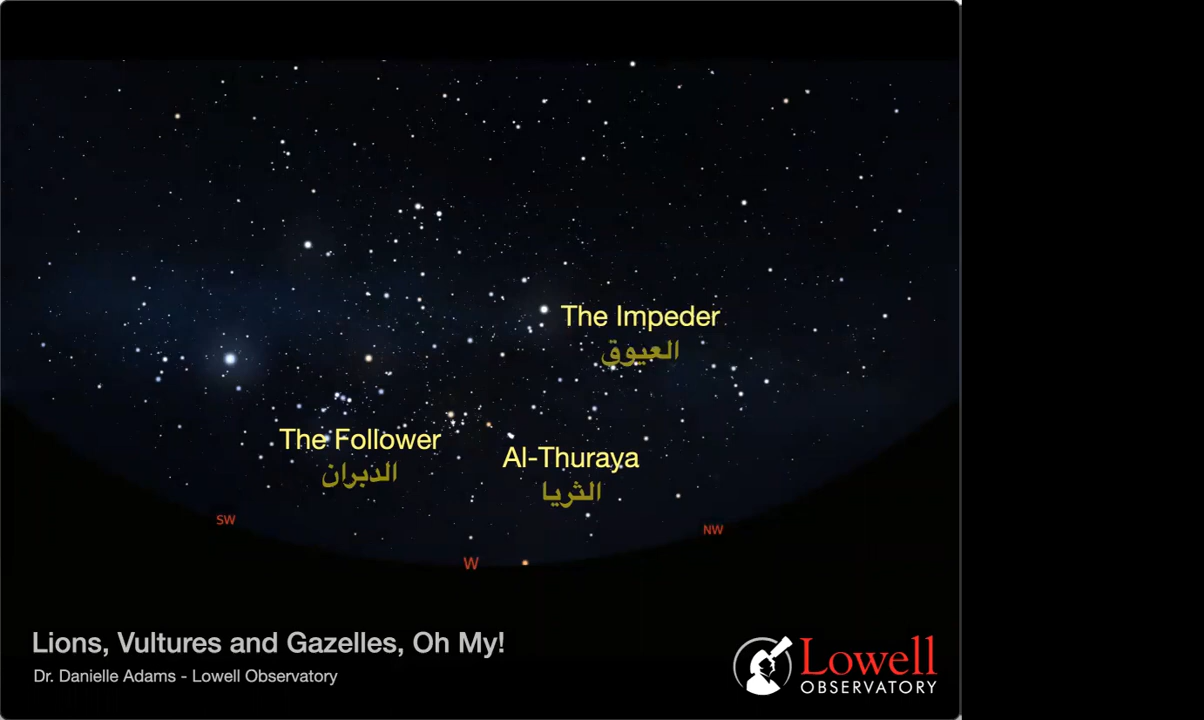 The Impeder
العيوق
The Follower
الدبران
Al-Thuraya
الثريا
SW
W
NW
Lions, Vultures and Gazelles, Oh My!
Dr. Danielle Adams - Lowell Observatory
Lowell
OBSERVATORY